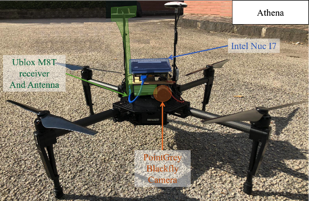 Athena
Intel Nuc I7
Ublox M8T
receiver
And Antenna
PointGrey
Blackfly
Camera